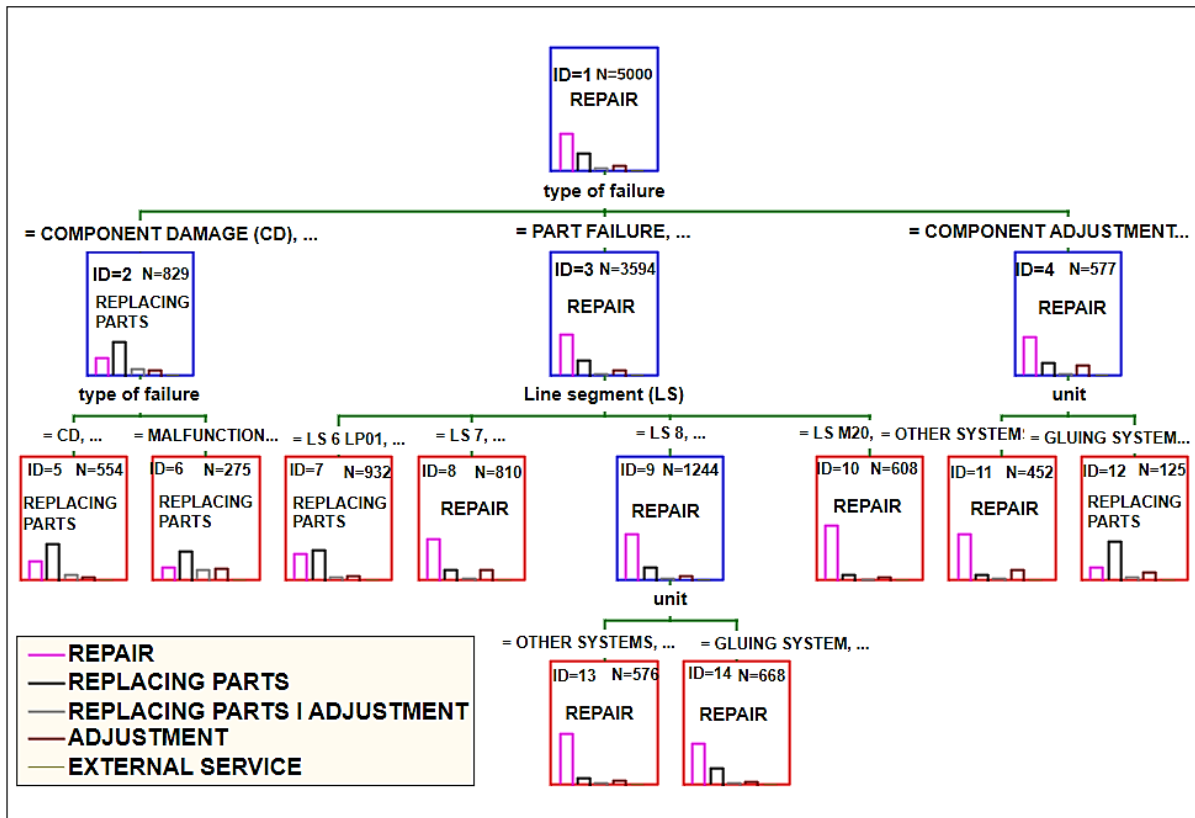 ID=1 N=5000
REPAIR
type of failure
= COMPONENT DAMAGE (CD), ...
= PART FAILURE, ...
= COMPONENT ADJUSTMENT...
ID=2 N=829
REPLACING
PARTS
ID=3 N=3594
REPAIR
ID=4 N=577
REPAIR
type of failure
Line segment (LS)
unit
= CD, ...
= MALFUNCTION...
= LS 6 LP01, ...
= LS 7, ...
= LS 8, ...
= LS M20,
= OTHER SYSTEMS
= GLUING SYSTEM...
ID=5 N=554
REPLACING
PARTS
ID=6 N=275
REPLACING
PARTS
ID=7 N=932
REPLACING
PARTS
ID=8 N=810
REPAIR
ID=9 N=1244
REPAIR
ID=10 N=608
REPAIR
ID=11 N=452
REPAIR
ID=12 N=125
REPLACING
PARTS
unit
= OTHER SYSTEMS, ...
= GLUING SYSTEM, ...
ID=13 N=576
REPAIR
ID=14 N=668
REPAIR
REPAIR
REPLACING PARTS
REPLACING PARTS I ADJUSTMENT
ADJUSTMENT
EXTERNAL SERVICE